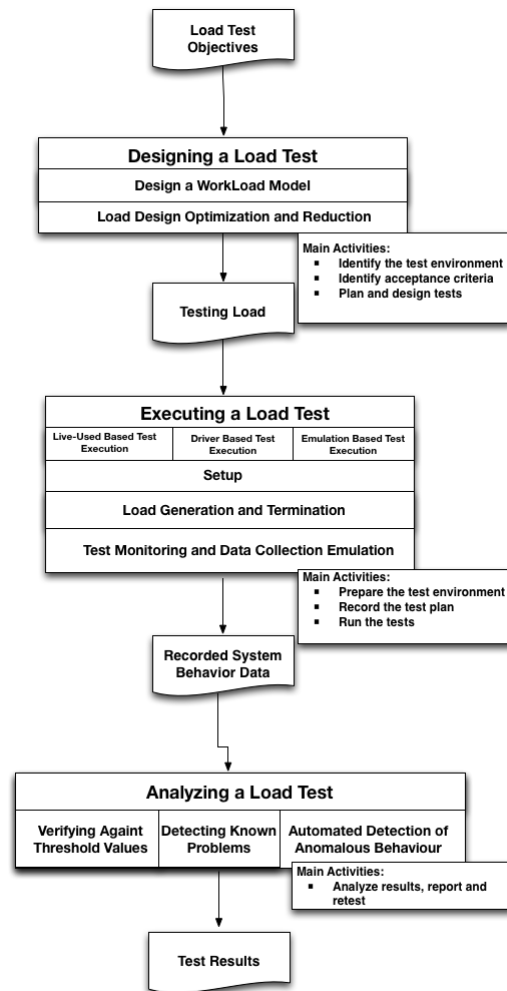 Load Test
Objectives
Designing a Load Test
Design a WorkLoad Model
Load Design Optimization and Reduction
Main Activities:
▪ Identify the test environment
▪ Identify acceptance criteria
▪ Plan and design tests
Testing Load
Executing a Load Test
Live-Used Based Test
Execution
Driver Based Test
Execution
Emulation Based Test
Execution
Setup
Load Generation and Termination
Test Monitoring and Data Collection Emulation
Main Activities:
▪ Prepare the test environment
▪ Record the test plan
▪ Run the tests
Recorded System
Behavior Data
Analyzing a Load Test
Verifying Againt
Threshold Values
Detecting Known
Problems
Automated Detection of
Anomalous Behaviour
Main Activities:
▪ Analyze results, report and
retest
Test Results